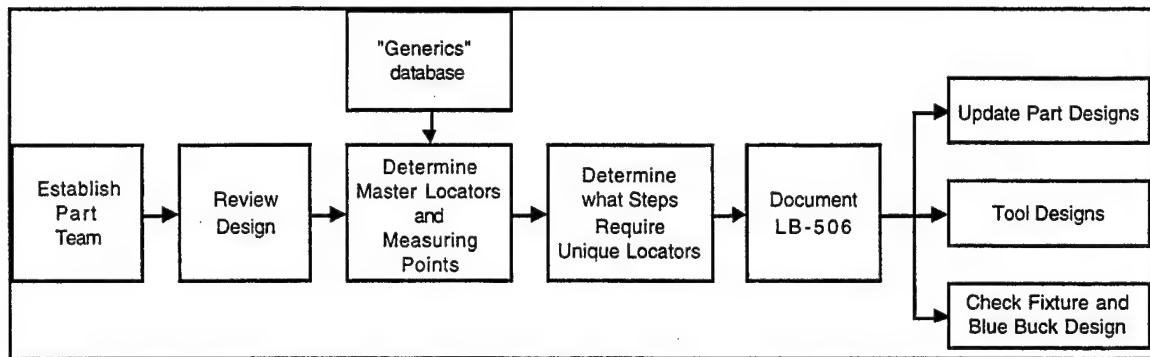 "Generics"
database
Establish
Part
Team
Review
Design
Determine
Master Locators
and
Measuring
Points
Determine
what Steps
Require
Unique Locators
Document
LB-506
Update Part Designs
Tool Designs
Check Fixture and
Blue Buck Design